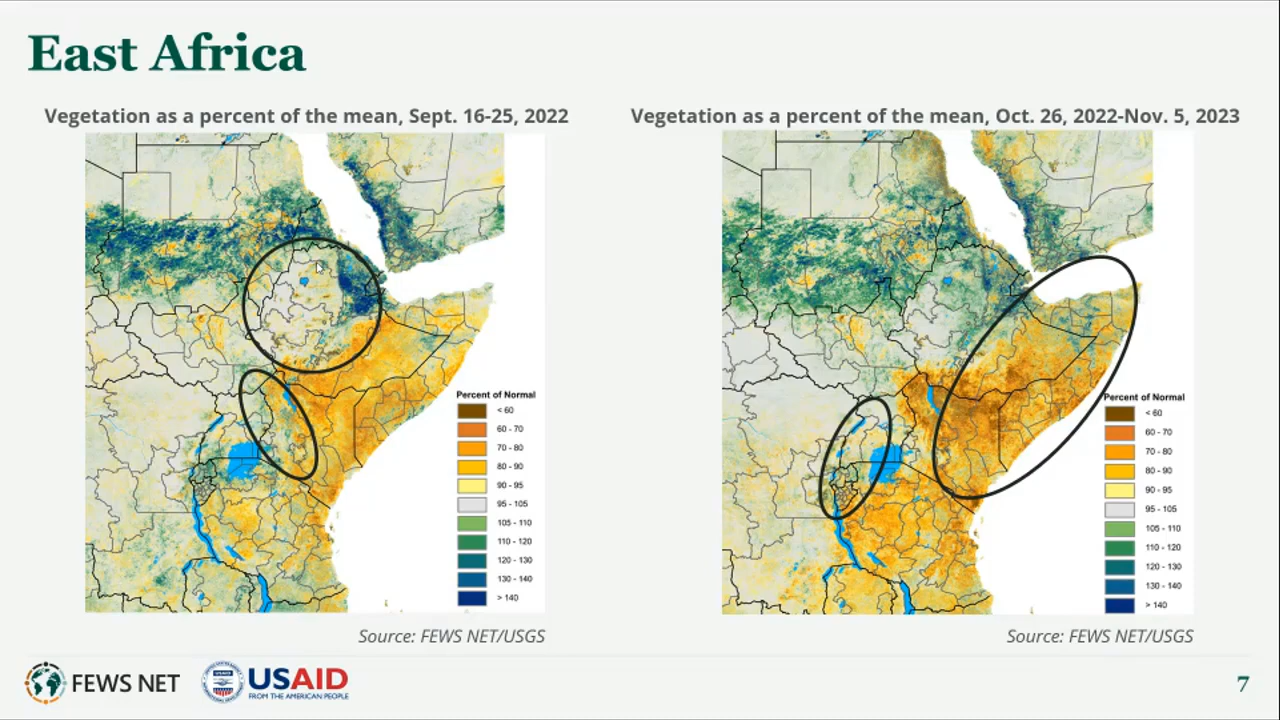 East Africa
Vegetation as a percent of the mean, Sept. 16-25, 2022
Percent of Normal
< 60
60 - 70
70 - 80
80 - 90
90 - 95
95 - 105
105 - 110
110 - 120
120 - 130
130 - 140
> 140
Source: FEWS NET/USGS
Vegetation as a percent of the mean, Oct. 26, 2022-Nov. 5, 2023
Percent of Normal
< 60
60 - 70
70 - 80
80 - 90
90 - 95
95 - 105
105 - 110
110 - 120
120 - 130
130 - 140
> 140
Source: FEWS NET/USGS
FEWS NET
USAID
USAID
FROM THE AMERICAN PEOPLE
7